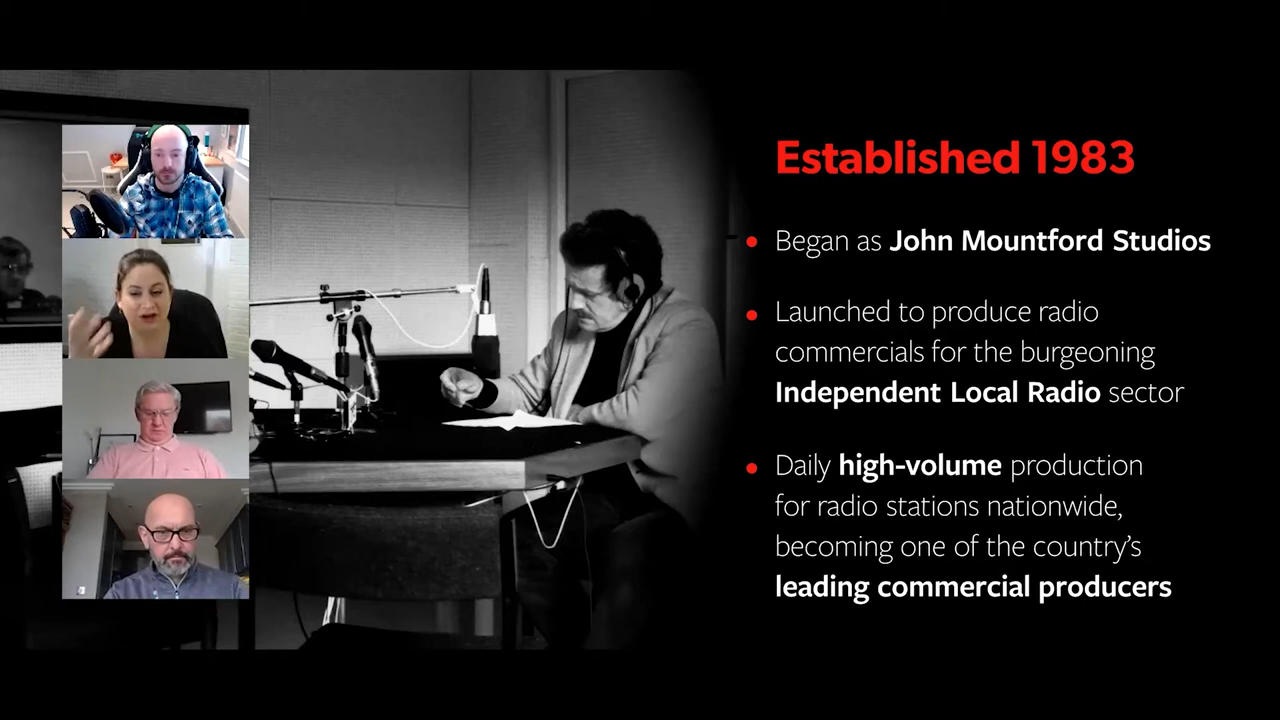 Established 1983
Began as John Mountford Studios
Launched to produce radio
commercials for the burgeoning
Independent Local Radio sector
Daily high-volume production
for radio stations nationwide,
becoming one of the country’s
leading commercial producers